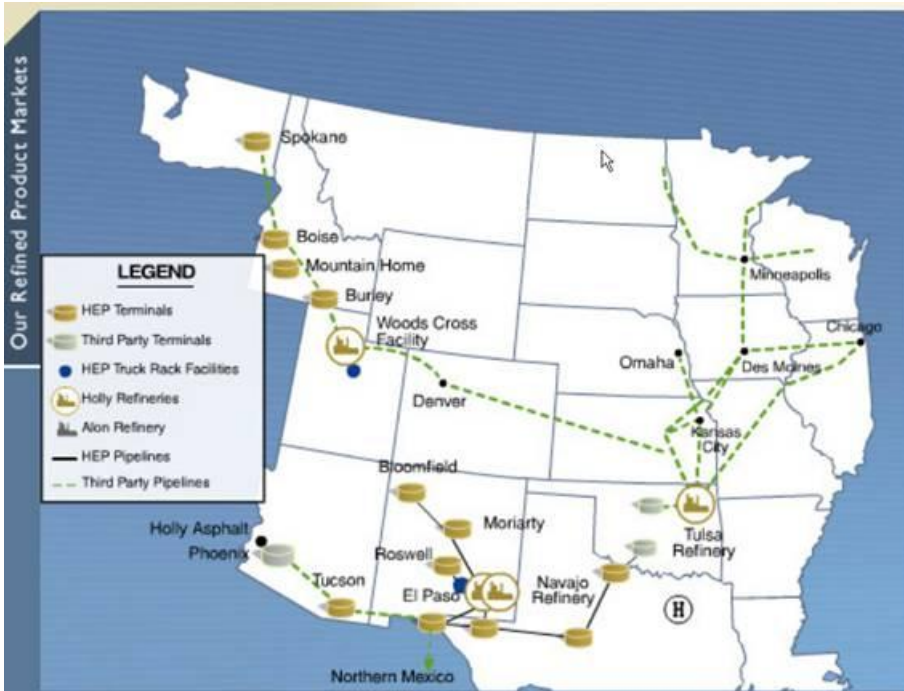 Our Refined Product Markets
Spokane
Boise
Mountain Home
Burley
Woods Cross
Facility
Minneapolis
Chicago
Omaha
Des Moines
Denver
Kansas
City
LEGEND
HEP Terminals
Third Party Terminals
HEP Truck Rack Facilities
Holly Refineries
Alon Refinery
HEP Pipelines
Third Party Pipelines
Bloomfield
Moriarty
Tulsa
Refinery
Holly Asphalt
Phoenix
Roswell
Tucson
El Paso
Navajo
Refinery
H
Northern Mexico